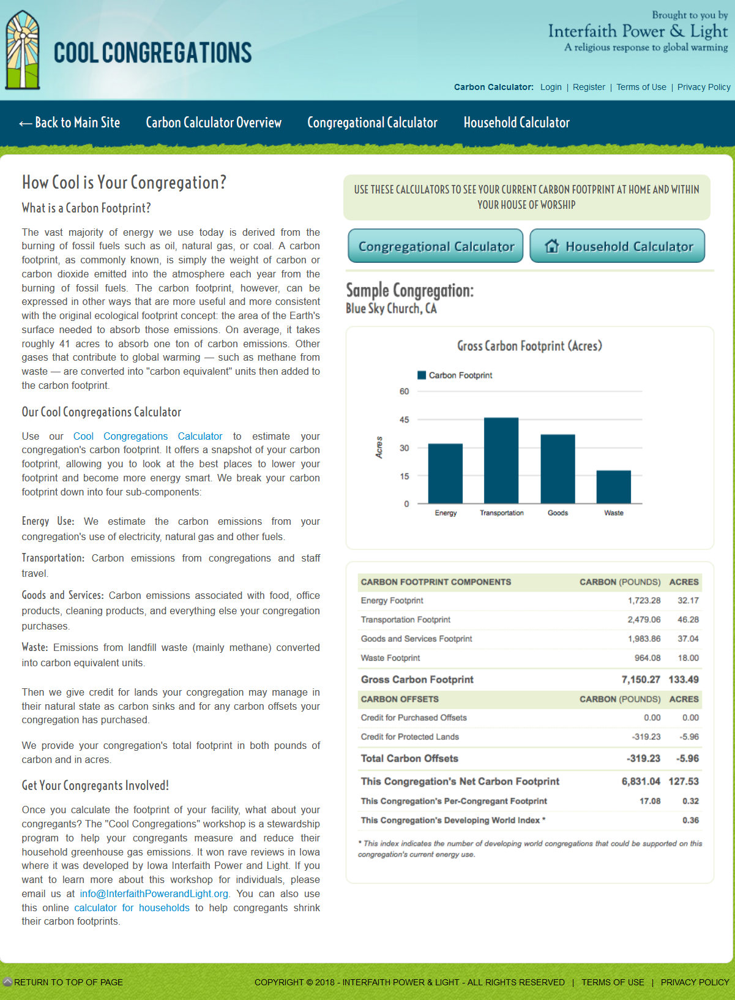 COOL CONGREGATIONS
Brought to you by
Interfaith Power & Light
A religious response to global warming
Carbon Calculator: Login | Register | Terms of Use | Privacy Policy
← Back to Main Site Carbon Calculator Overview Congregational Calculator Household Calculator
How Cool is Your Congregation?
What is a Carbon Footprint?
The vast majority of energy we use today is derived from the
burning of fossil fuels such as oil, natural gas, or coal. A carbon
footprint, as commonly known, is simply the weight of carbon or
carbon dioxide emitted into the atmosphere each year from the
burning of fossil fuels. The carbon footprint, however, can be
expressed in other ways that are more useful and more consistent
with the original ecological footprint concept: the area of the Earth's
surface needed to absorb those emissions. On average, it takes
roughly 41 acres to absorb one ton of carbon emissions. Other
gases that contribute to global warming — such as methane from
waste — are converted into "carbon equivalent" units then added to
the carbon footprint.
Our Cool Congregations Calculator
Use our Cool Congregations Calculator to estimate your
congregation's carbon footprint. It offers a snapshot of your carbon
footprint, allowing you to look at the best places to lower your
footprint and become more energy smart. We break your carbon
footprint down into four sub-components:
Energy Use: We estimate the carbon emissions from your
congregation's use of electricity, natural gas and other fuels.
Transportation: Carbon emissions from congregations and staff
travel.
Goods and Services: Carbon emissions associated with food, office
products, cleaning products, and everything else your congregation
purchases.
Waste: Emissions from landfill waste (mainly methane) converted
into carbon equivalent units.
Then we give credit for lands your congregation may manage in
their natural state as carbon sinks and for any carbon offsets your
congregation has purchased.
We provide your congregation's total footprint in both pounds of
carbon and in acres.
Get Your Congregants Involved!
Once you calculate the footprint of your facility, what about your
congregants? The "Cool Congregations" workshop is a stewardship
program to help your congregants measure and reduce their
household greenhouse gas emissions. It won rave reviews in Iowa
where it was developed by Iowa Interfaith Power and Light. If you
want to learn more about this workshop for individuals, please
email us at info@InterfaithPowerandLight.org. You can also use
this online calculator for households to help congregants shrink
their carbon footprints.
USE THESE CALCULATORS TO SEE YOUR CURRENT CARBON FOOTPRINT AT HOME AND WITHIN
YOUR HOUSE OF WORSHIP
Congregational Calculator Household Calculator
Sample Congregation:
Blue Sky Church, CA
Gross Carbon Footprint (Acres)
Carbon Footprint
60
45
30
15
0
Acres
Energy Transportation Goods Waste
CARBON FOOTPRINT COMPONENTS CARBON (POUNDS) ACRES
Energy Footprint 1,723.28 32.17
Transportation Footprint 2,479.06 46.28
Goods and Services Footprint 1,983.86 37.04
Waste Footprint 964.08 18.00
Gross Carbon Footprint 7,150.27 133.49
CARBON OFFSETS CARBON (POUNDS) ACRES
Credit for Purchased Offsets 0.00 0.00
Credit for Protected Lands -319.23 -5.96
Total Carbon Offsets -319.23 -5.96
This Congregation's Net Carbon Footprint 6,831.04 127.53
This Congregation's Per-Congregant Footprint 17.08 0.32
This Congregation's Developing World Index * 0.36
* This index indicates the number of developing world congregations that could be supported on this
congregation's current energy use.
RETURN TO TOP OF PAGE
COPYRIGHT © 2018 - INTERFAITH POWER & LIGHT - ALL RIGHTS RESERVED | TERMS OF USE | PRIVACY POLICY